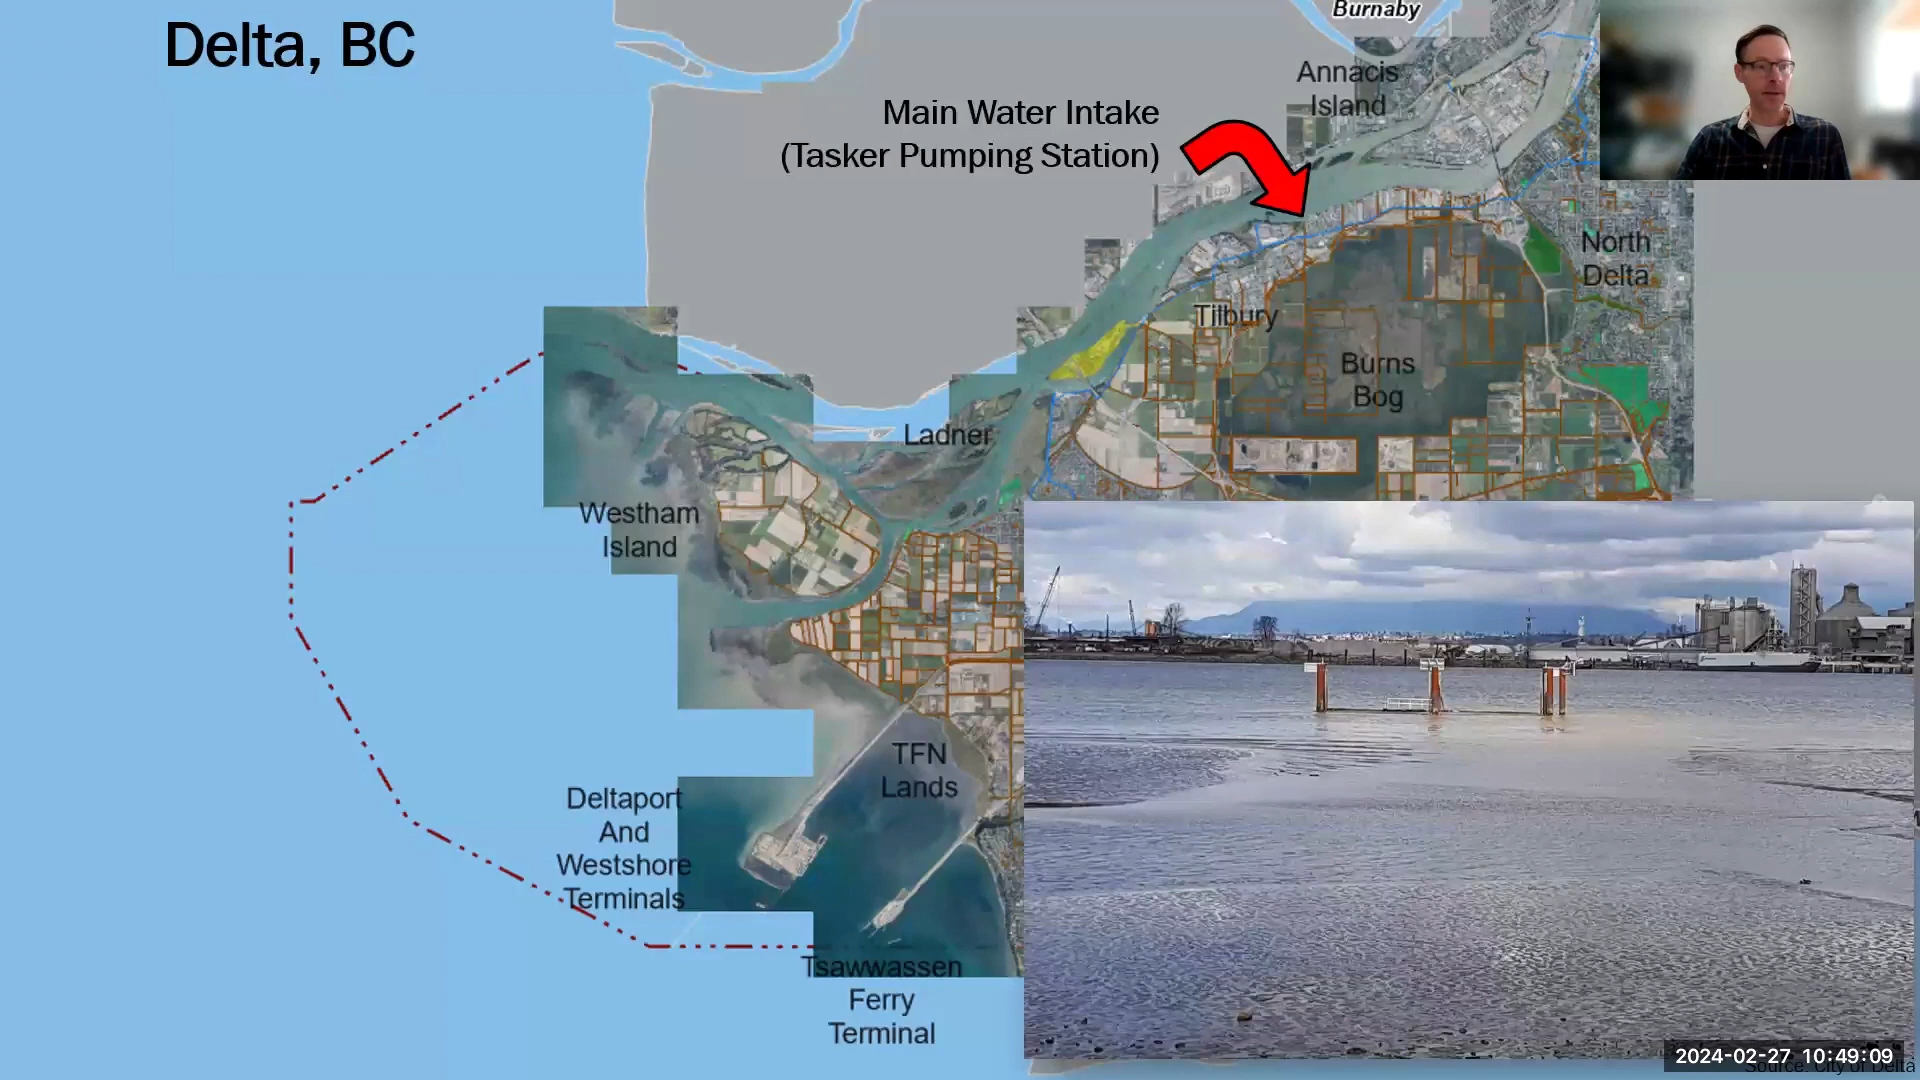 Delta, BC
Burnaby
Annacis
Island
Main Water Intake
(Tasker Pumping Station)
North
Delta
Tilbury
Burns
Bog
Ladner
Westham
Island
TFN
Lands
Deltaport
And
Westshore
Terminals
Tsawwassen
Ferry
Terminal
2024-02-27 10:49:09
Source: City of Delta